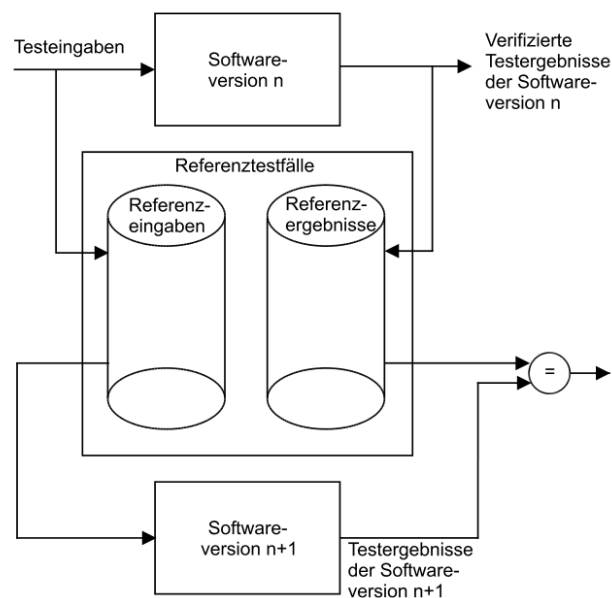 Testeingaben
Software-
version n
Verifizierte
Testergebnisse
der Software-
version n
Referenztestfälle
Referenz-
eingaben
Referenz-
ergebnisse
=
Software-
version n+1
Testergebnisse
der Software-
version n+1